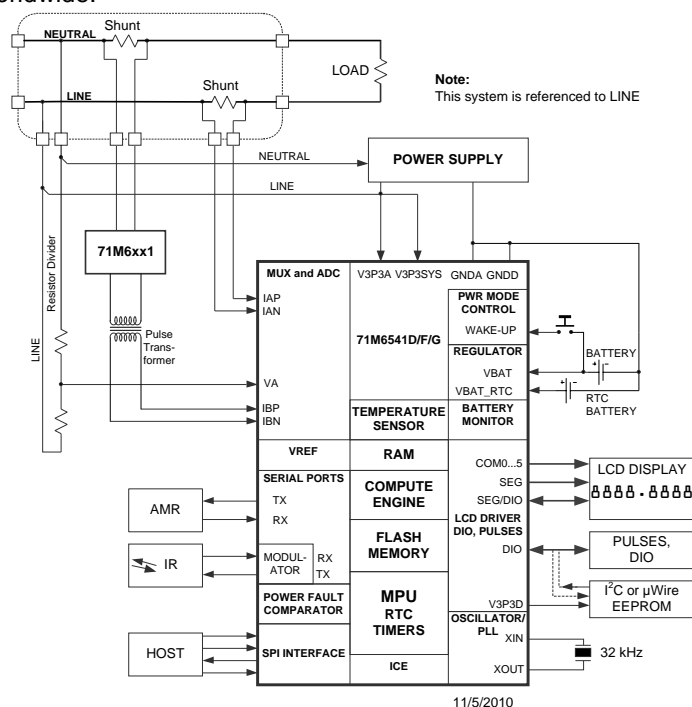 Shunt
NEUTRAL
Shunt
LINE
LOAD
Note:
This system is referenced to LINE
NEUTRAL
LINE
POWER SUPPLY
71M6xx1
Resistor Divider
LINE
Pulse
Trans-
former
MUX and ADC
V3P3A V3P3SYS
GNDA GNDD
IAP
IAN
VA
IBP
IBN
71M6541D/F/G
PWR MODE
CONTROL
WAKE-UP
REGULATOR
VBAT
VBAT_RTC
BATTERY
RTC
BATTERY
TEMPERATURE
SENSOR
BATTERY
MONITOR
VREF
RAM
SERIAL PORTS
TX
RX
AMR
COMPUTE
ENGINE
COM0...5
SEG
SEG/DIO
LCD DISPLAY
LCD DRIVER
DIO, PULSES
DIO
PULSES,
DIO
IR
MODUL-
ATOR
RX
TX
FLASH
MEMORY
I²C or µWire
EEPROM
V3P3D
POWER FAULT
COMPARATOR
MPU
RTC
TIMERS
OSCILLATOR/
PLL
XIN
XOUT
32 kHz
HOST
SPI INTERFACE
ICE
11/5/2010